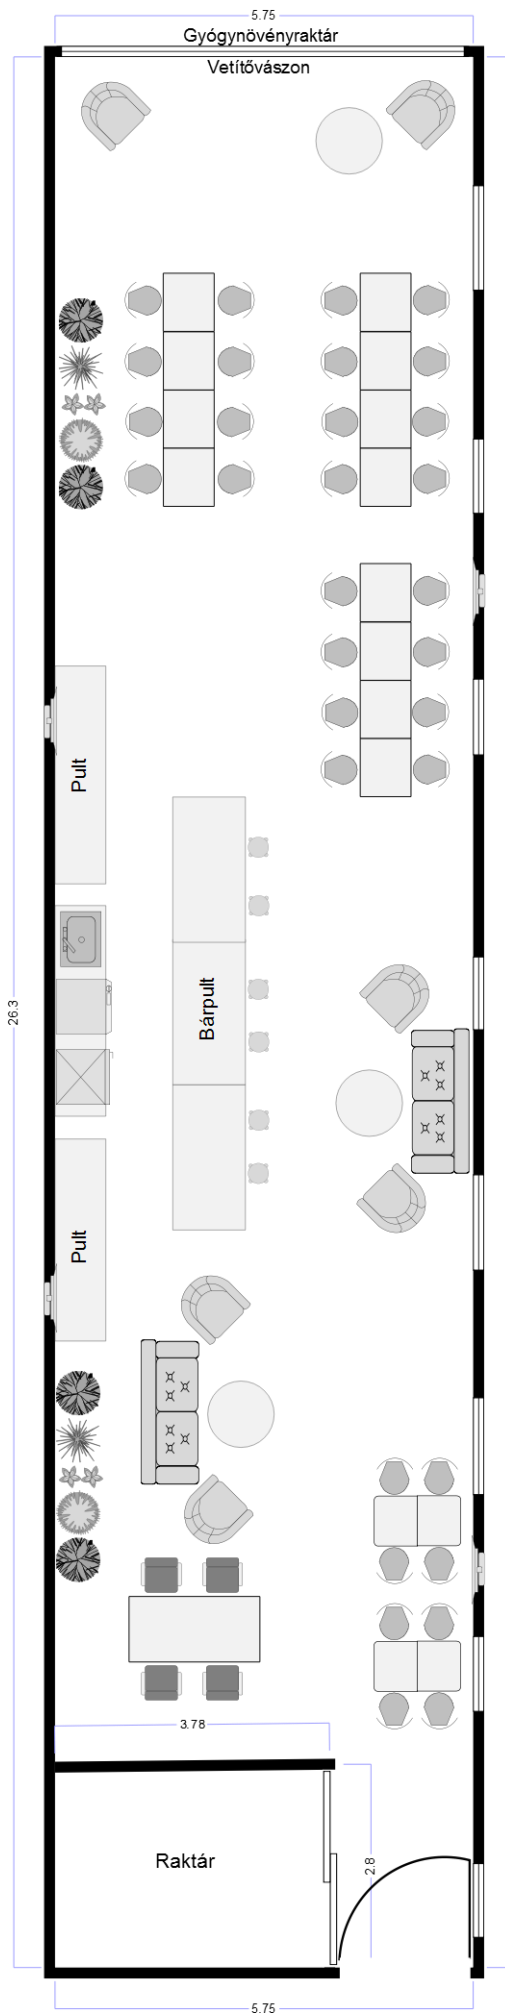 5.75
Gyógynövényraktár
Vetítővászon
Pult
26.3
Bárpult
Pult
3.78
2.8
Raktár
5.75